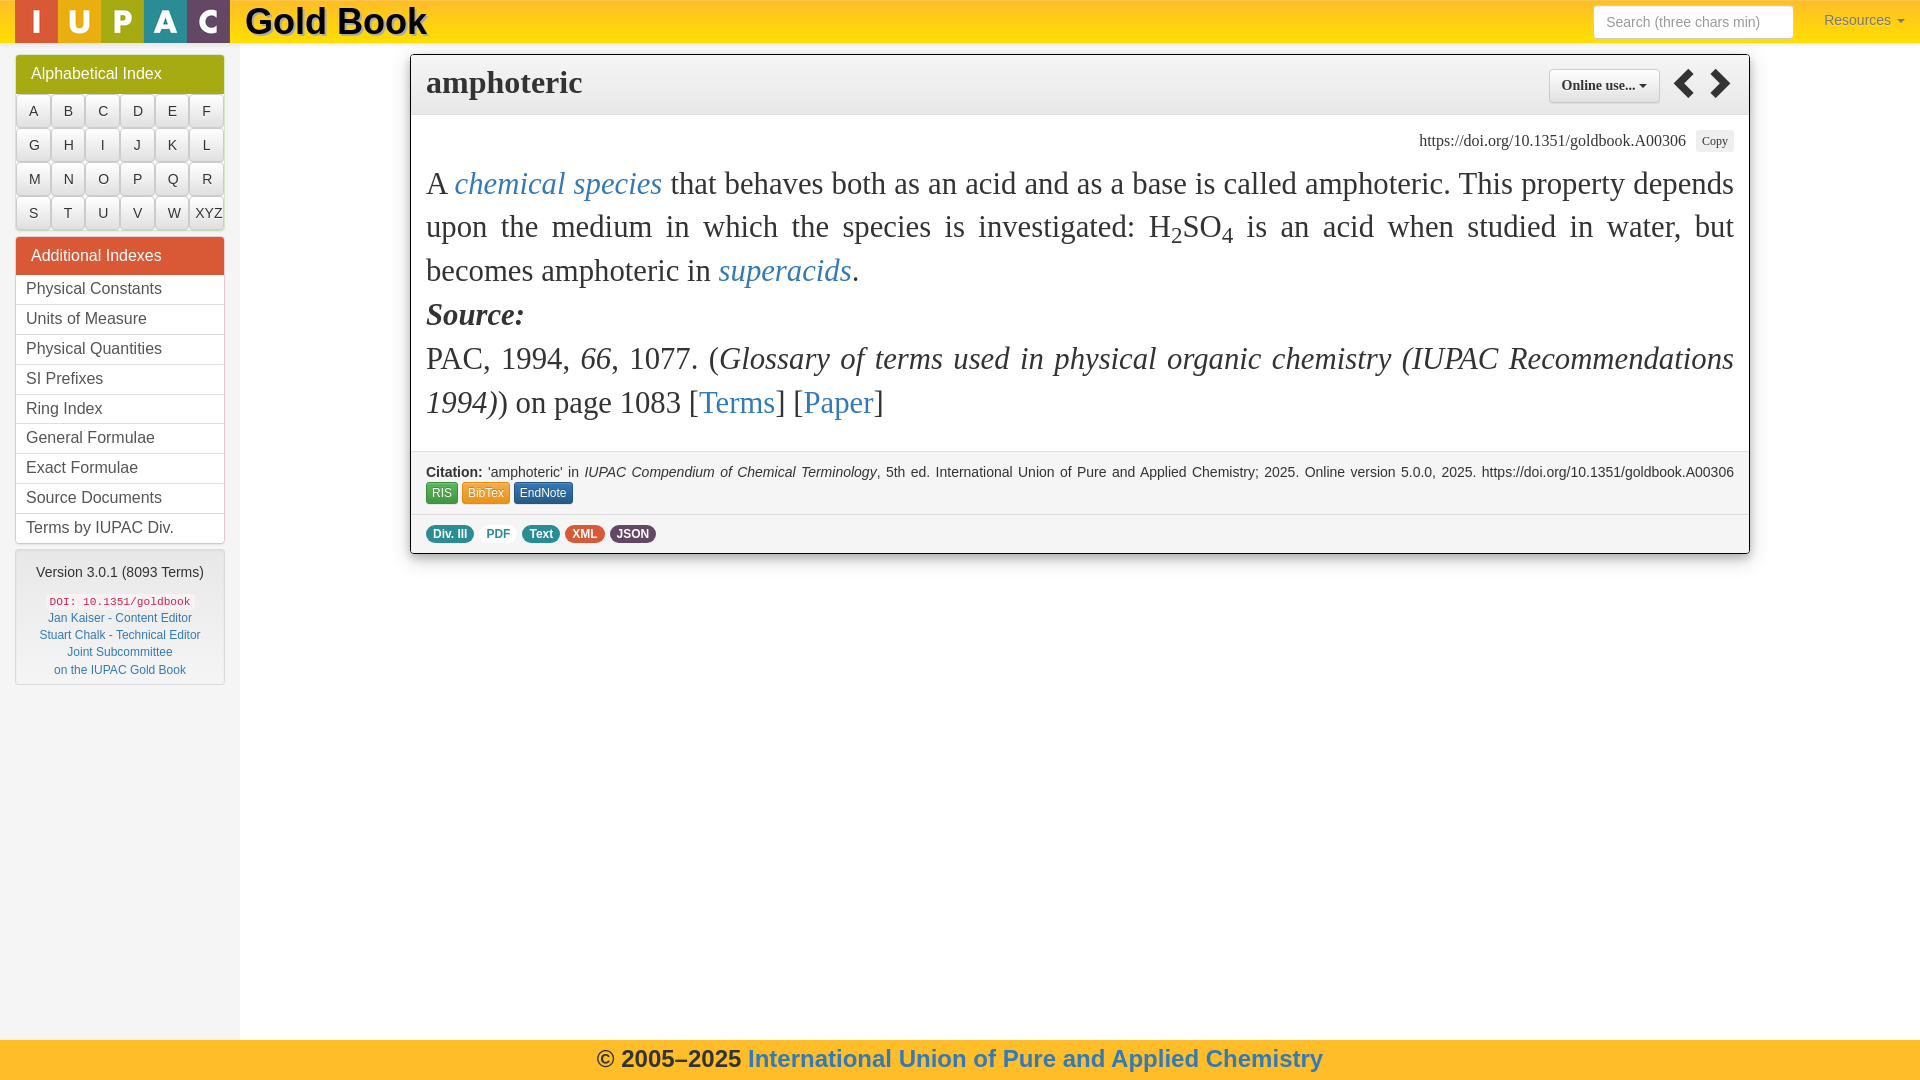 I U P A C Gold Book
Search (three chars min)
Resources
Alphabetical Index
A B C D E F
G H I J K L
M N O P Q R
S T U V W XYZ
Additional Indexes
Physical Constants
Units of Measure
Physical Quantities
SI Prefixes
Ring Index
General Formulae
Exact Formulae
Source Documents
Terms by IUPAC Div.
Version 3.0.1 (8093 Terms)
DOI: 10.1351/goldbook
Jan Kaiser - Content Editor
Stuart Chalk - Technical Editor
Joint Subcommittee
on the IUPAC Gold Book
amphoteric
Online use...
https://doi.org/10.1351/goldbook.A00306 Copy
A chemical species that behaves both as an acid and as a base is called amphoteric. This property depends
upon the medium in which the species is investigated: H2SO4 is an acid when studied in water, but
becomes amphoteric in superacids.
Source:
PAC, 1994, 66, 1077. (Glossary of terms used in physical organic chemistry (IUPAC Recommendations
1994)) on page 1083 [Terms] [Paper]
Citation: 'amphoteric' in IUPAC Compendium of Chemical Terminology, 5th ed. International Union of Pure and Applied Chemistry; 2025. Online version 5.0.0, 2025. https://doi.org/10.1351/goldbook.A00306
RIS BibTex EndNote
Div. III PDF Text XML JSON
© 2005–2025 International Union of Pure and Applied Chemistry